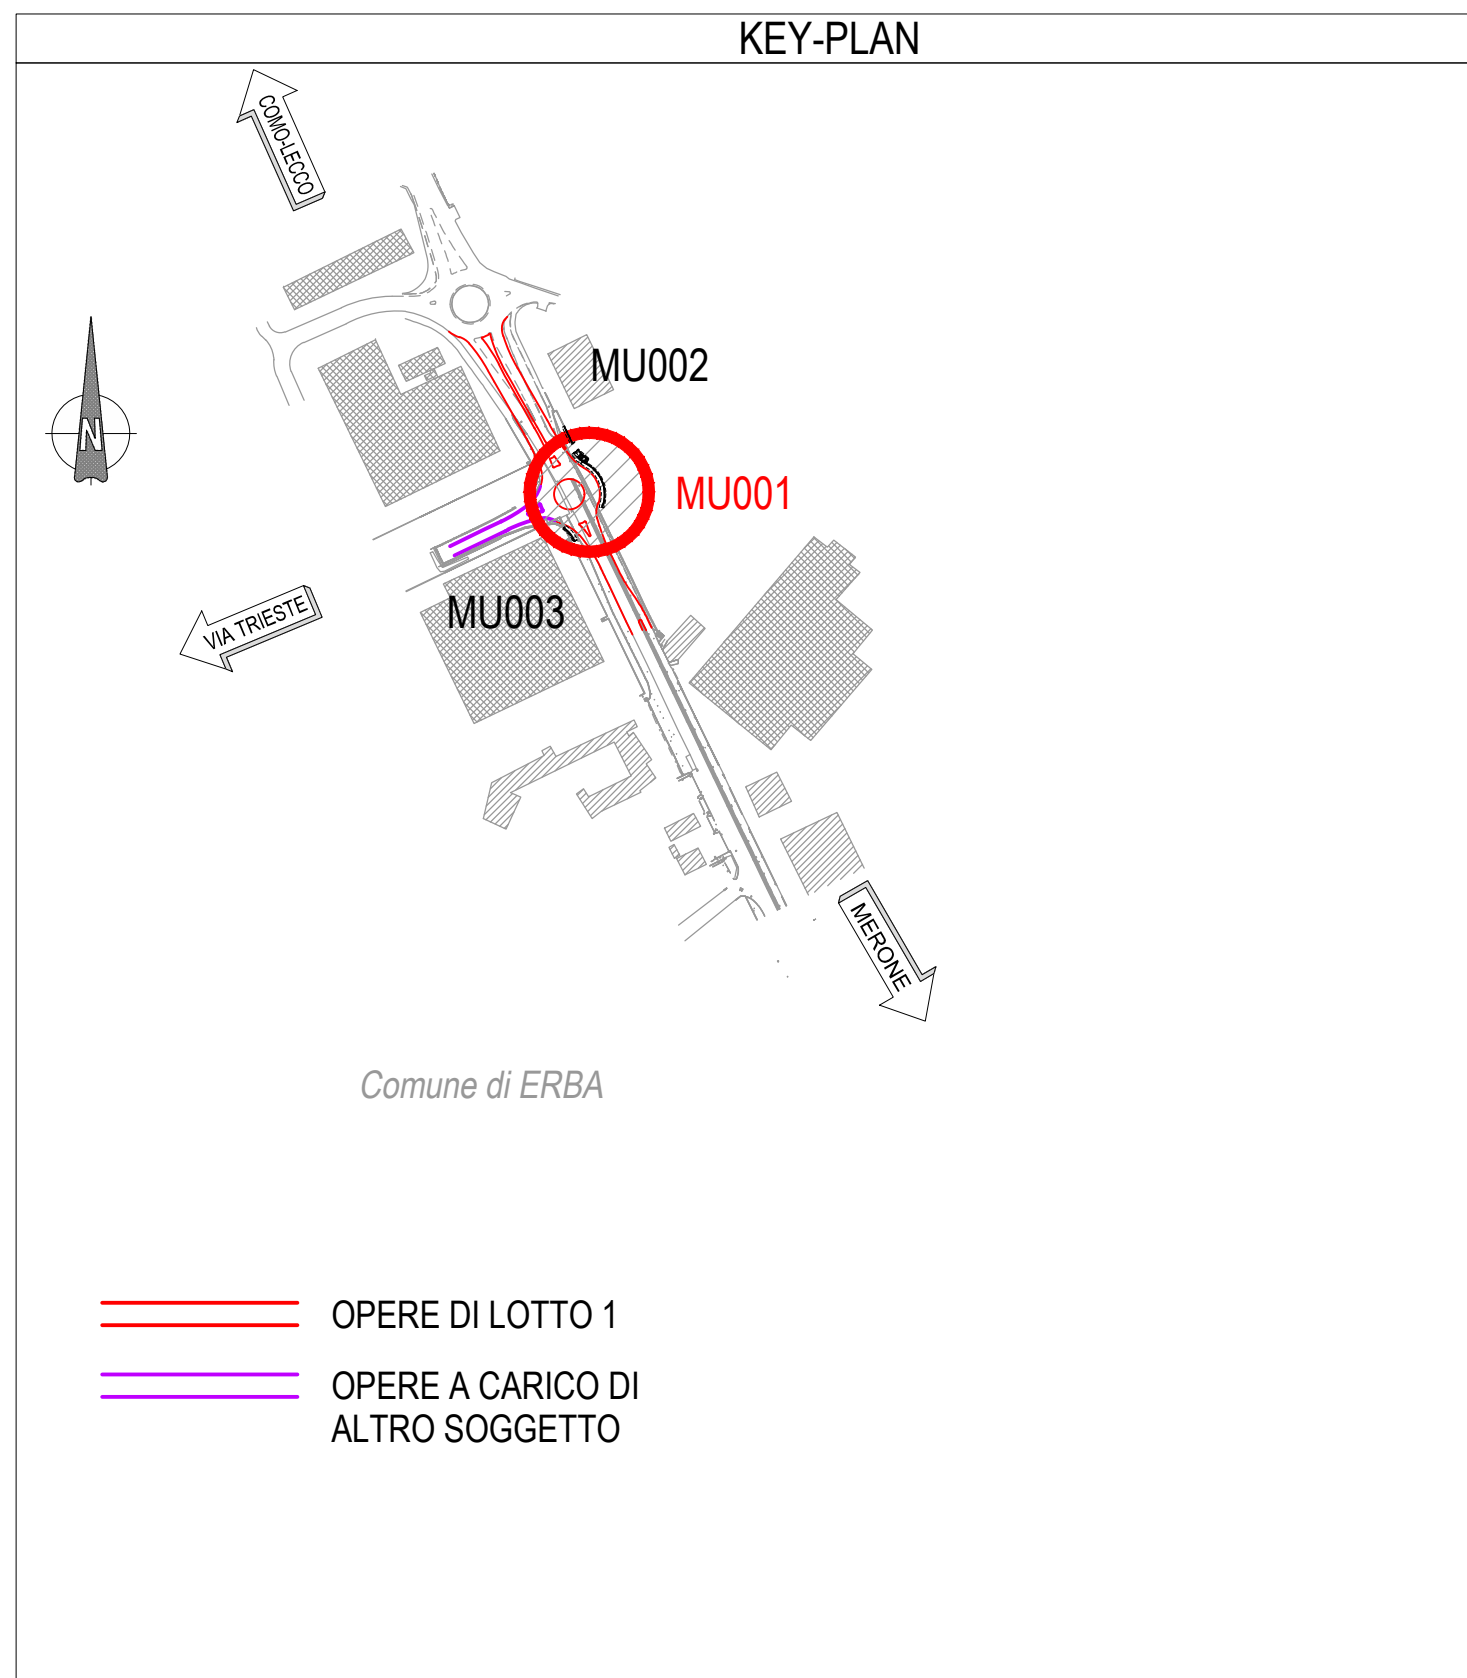 KEY-PLAN
COMO-LECCO
MU002
N
MU001
MU003
VIA TRIESTE
MERONE
Comune di ERBA
OPERE DI LOTTO 1
OPERE A CARICO DI
ALTRO SOGGETTO